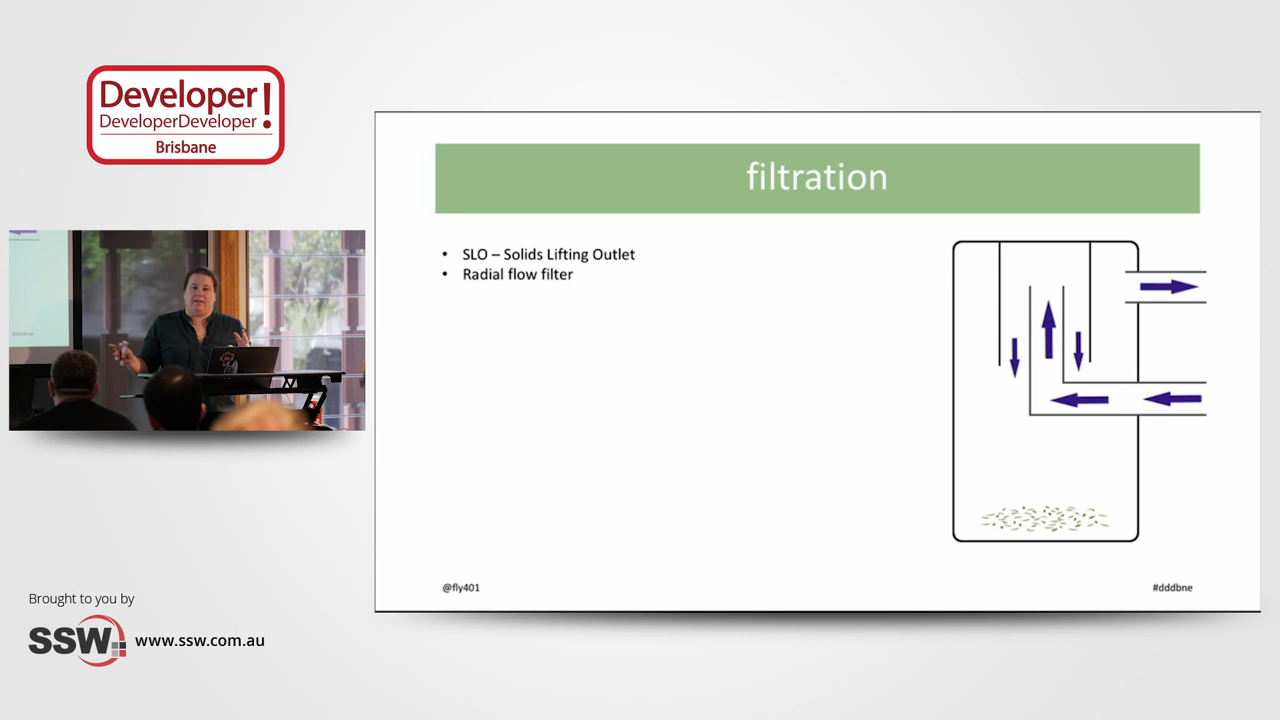 Developer!
DeveloperDeveloper
Brisbane
filtration
• SLO – Solids Lifting Outlet
• Radial flow filter
@fly401
#dddbne
#dddbne
Brought to you by
SSW
www.ssw.com.au